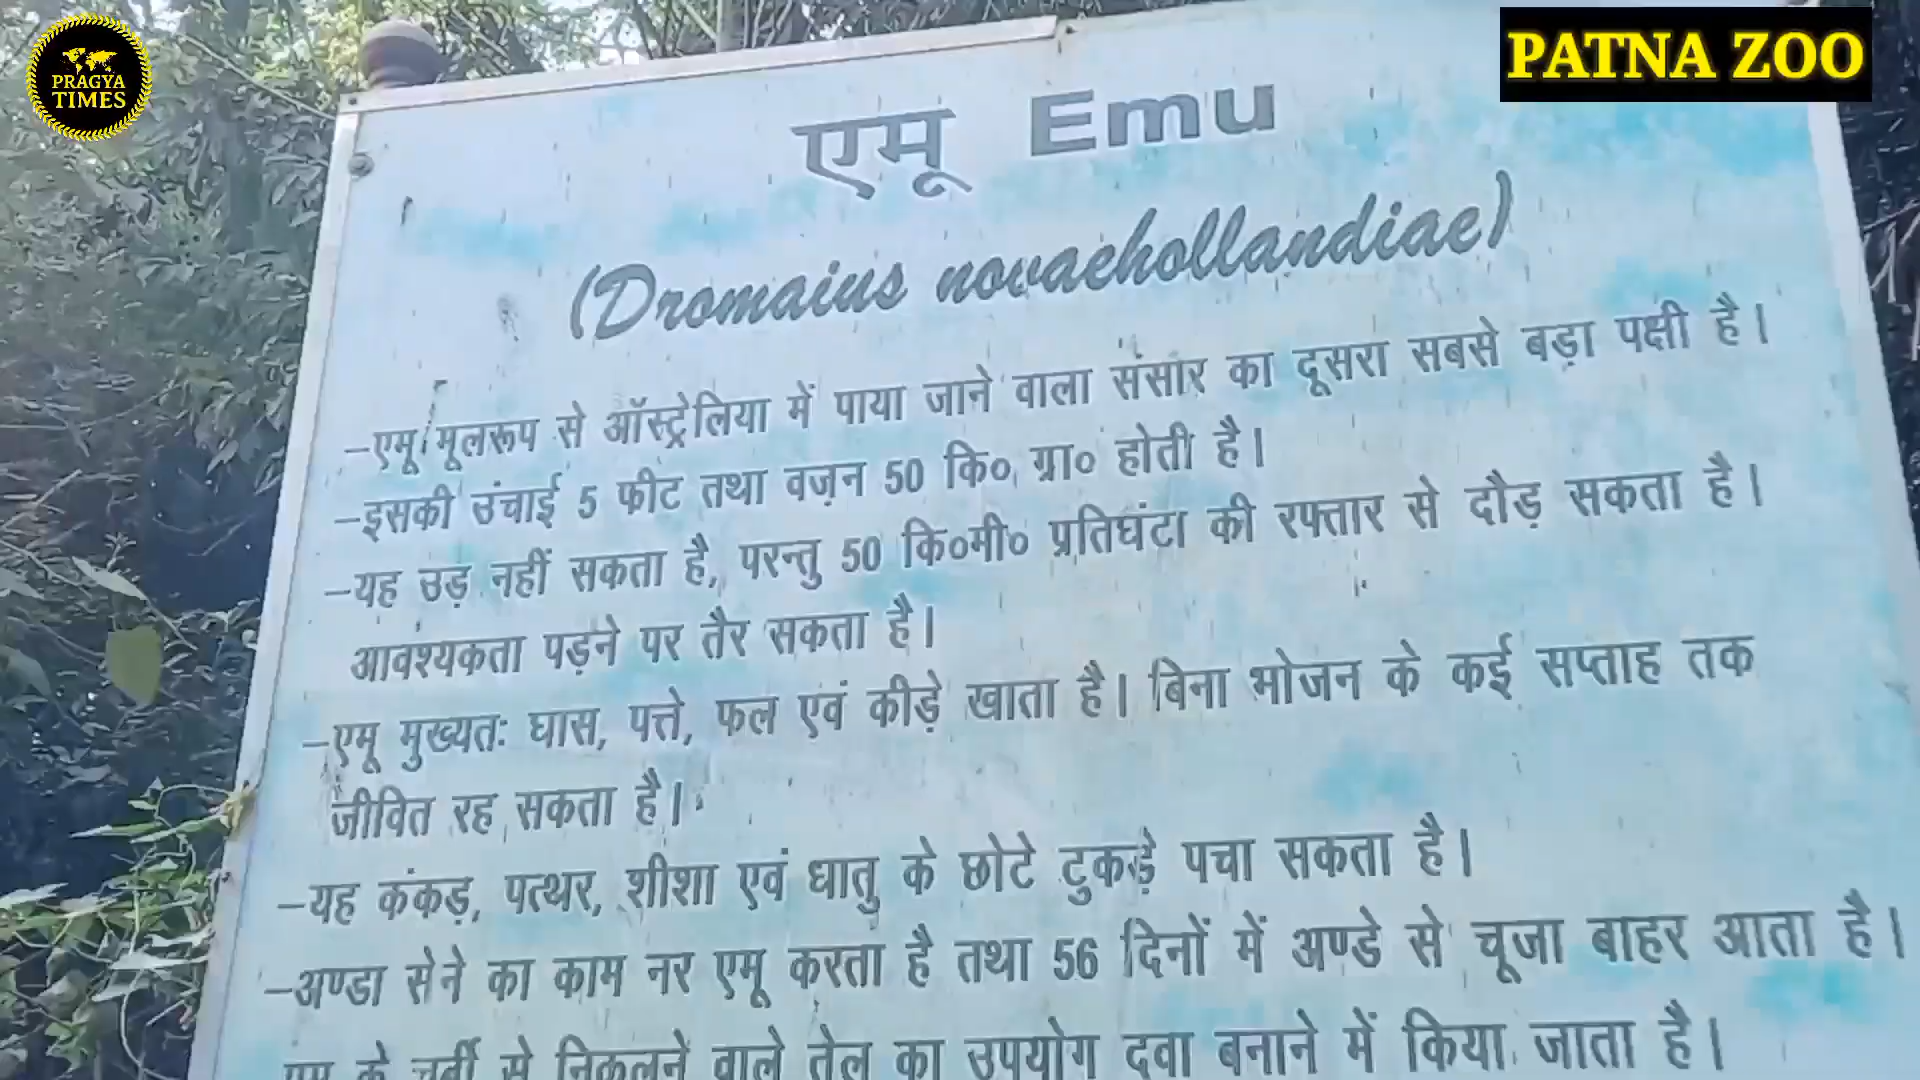 PRAGYA
TIMES
PATNA ZOO
एमू Emu
(Dromaius novaehollandiae)
–एमू मूलरूप से ऑस्ट्रेलिया में पाया जाने वाला संसार का दूसरा सबसे बड़ा पक्षी है।
–इसकी उंचाई 5 फीट तथा वज़न 50 कि० ग्रा० होती है।
–यह उड़ नहीं सकता है, परन्तु 50 कि०मी० प्रतिघंटा की रफ्तार से दौड़ सकता है।
आवश्यकता पड़ने पर तैर सकता है।
–एमू मुख्यतः घास, पत्ते, फल एवं कीड़े खाता है। बिना भोजन के कई सप्ताह तक
जीवित रह सकता है।
–यह कंकड़, पत्थर, शीशा एवं धातु के छोटे टुकड़े पचा सकता है।
–अण्डा सेने का काम नर एमू करता है तथा 56 दिनों में अण्डे से चूजा बाहर आता है।
एमू के चर्बी से निकलने वाले तेल का उपयोग दवा बनाने में किया जाता है।